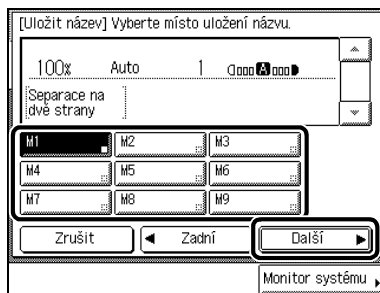 [Uložit název] Vyberte místo uložení názvu.
100% Auto 1 A
Separace na
dvě strany
M1 M2 M3
M4 M5 M6
M7 M8 M9
Zrušit Zadní Další
Monitor systému